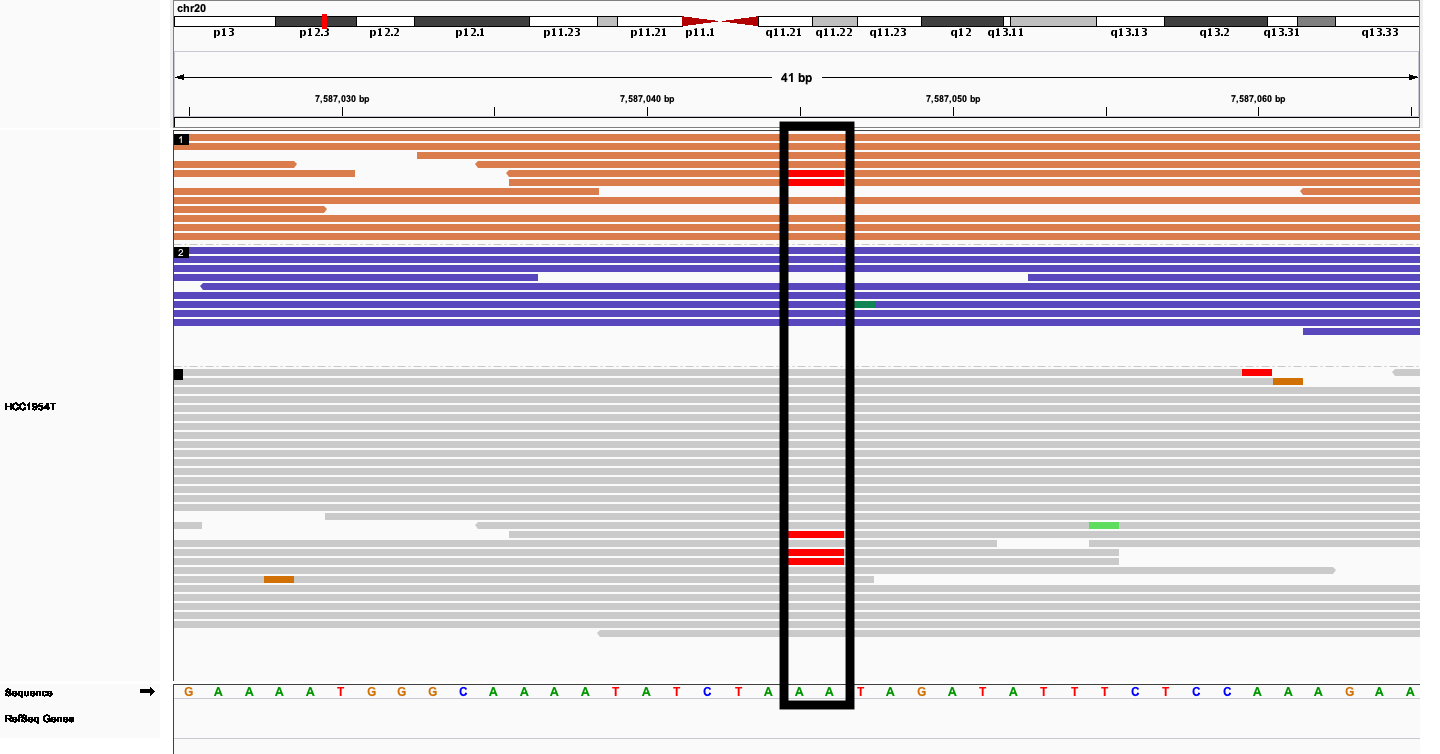 chr20
p13 p12.3 p12.2 p12.1 p11.23 p11.21 p11.1 q11.21 q11.22 q11.23 q12 q13.11 q13.13 q13.2 q13.31 q13.33
41 bp
7,587,030 bp 7,587,040 bp 7,587,050 bp 7,587,060 bp
1
2
HCC1954T
Sequence G A A A A T G G G C A A A A T A T C T A A A T A G A T A T T T C T C C A A A G A A
RefSeq Genes